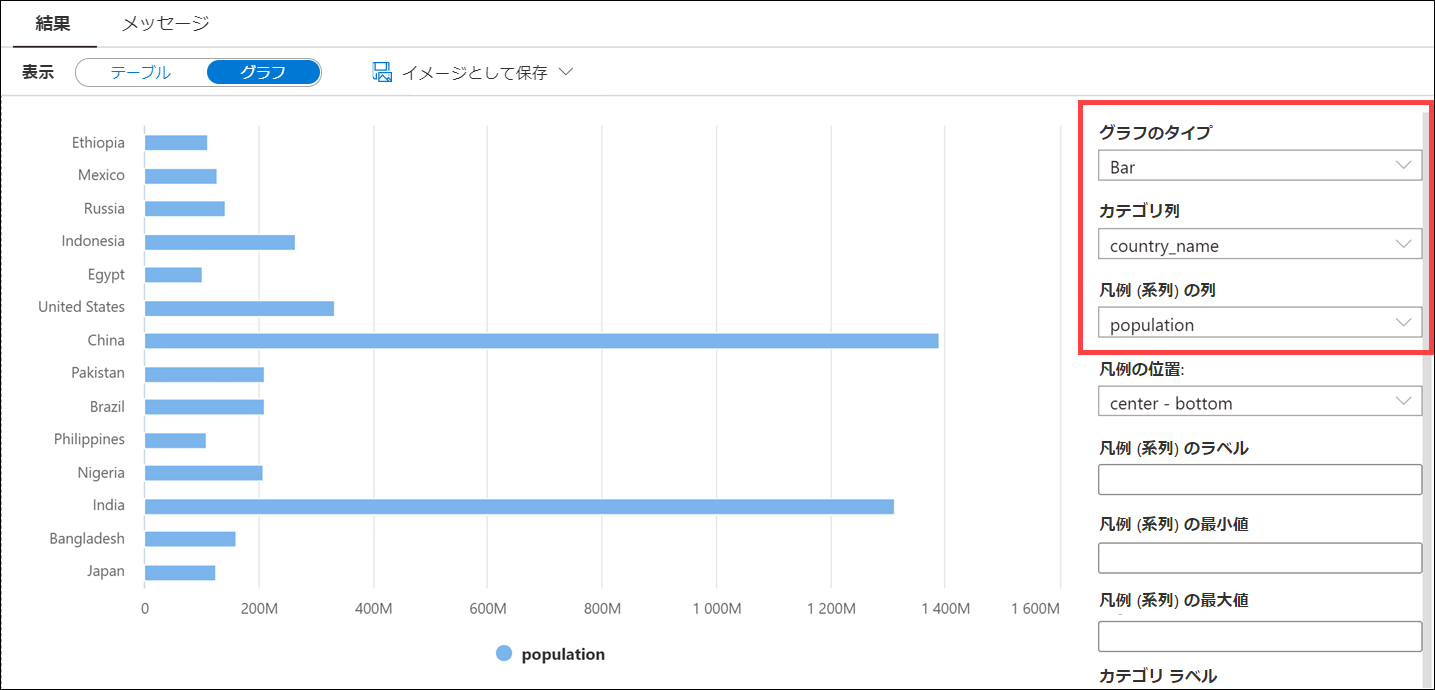 結果 メッセージ
表示 テーブル グラフ イメージとして保存
Ethiopia
Mexico
Russia
Indonesia
Egypt
United States
China
Pakistan
Brazil
Philippines
Nigeria
India
Bangladesh
Japan
0 200M 400M 600M 800M 1 000M 1 200M 1 400M 1 600M
population
グラフのタイプ
Bar
カテゴリ列
country_name
凡例 (系列) の列
population
凡例の位置:
center - bottom
凡例 (系列) のラベル
凡例 (系列) の最小値
凡例 (系列) の最大値
カテゴリ ラベル